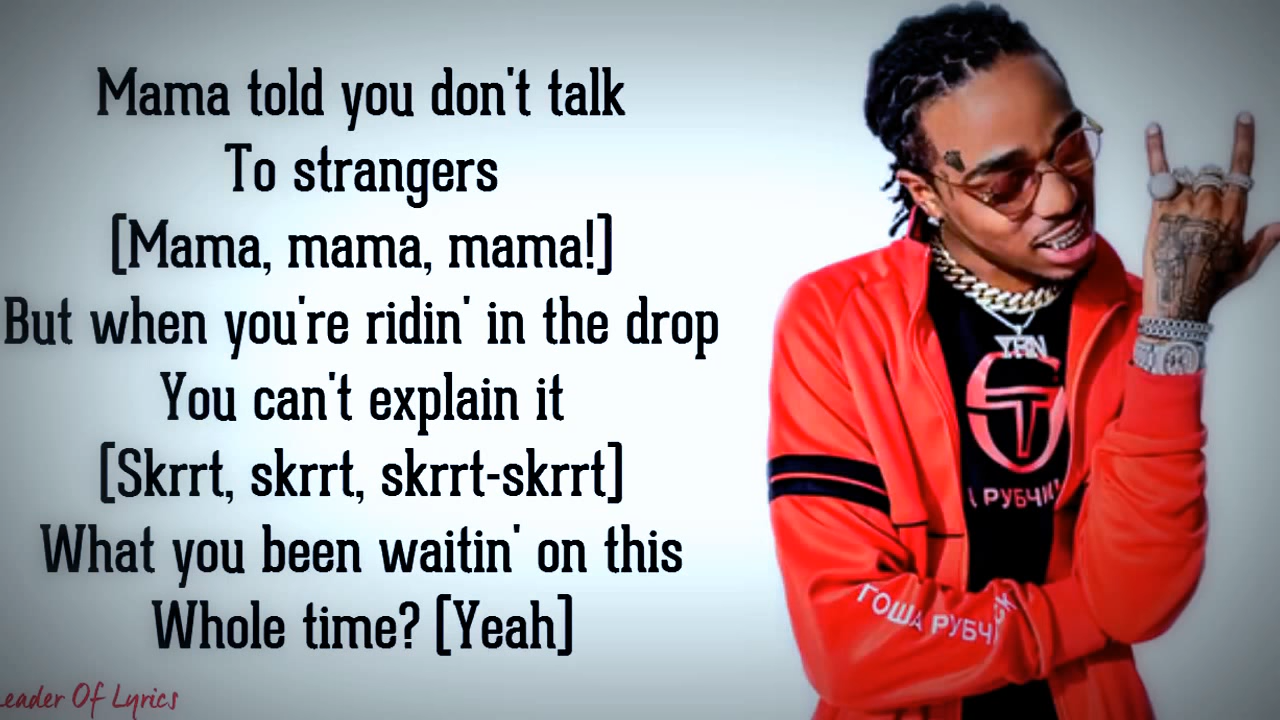 Mama told you don't talk
To strangers
[Mama, mama, mama!]
But when you're ridin' in the drop
You can't explain it
[Skrrt, skrrt, skrrt-skrrt]
What you been waitin' on this
Whole time? [Yeah]
eader Of Lyrics
YRN
РУБЧИ
ГОША РУБЧ